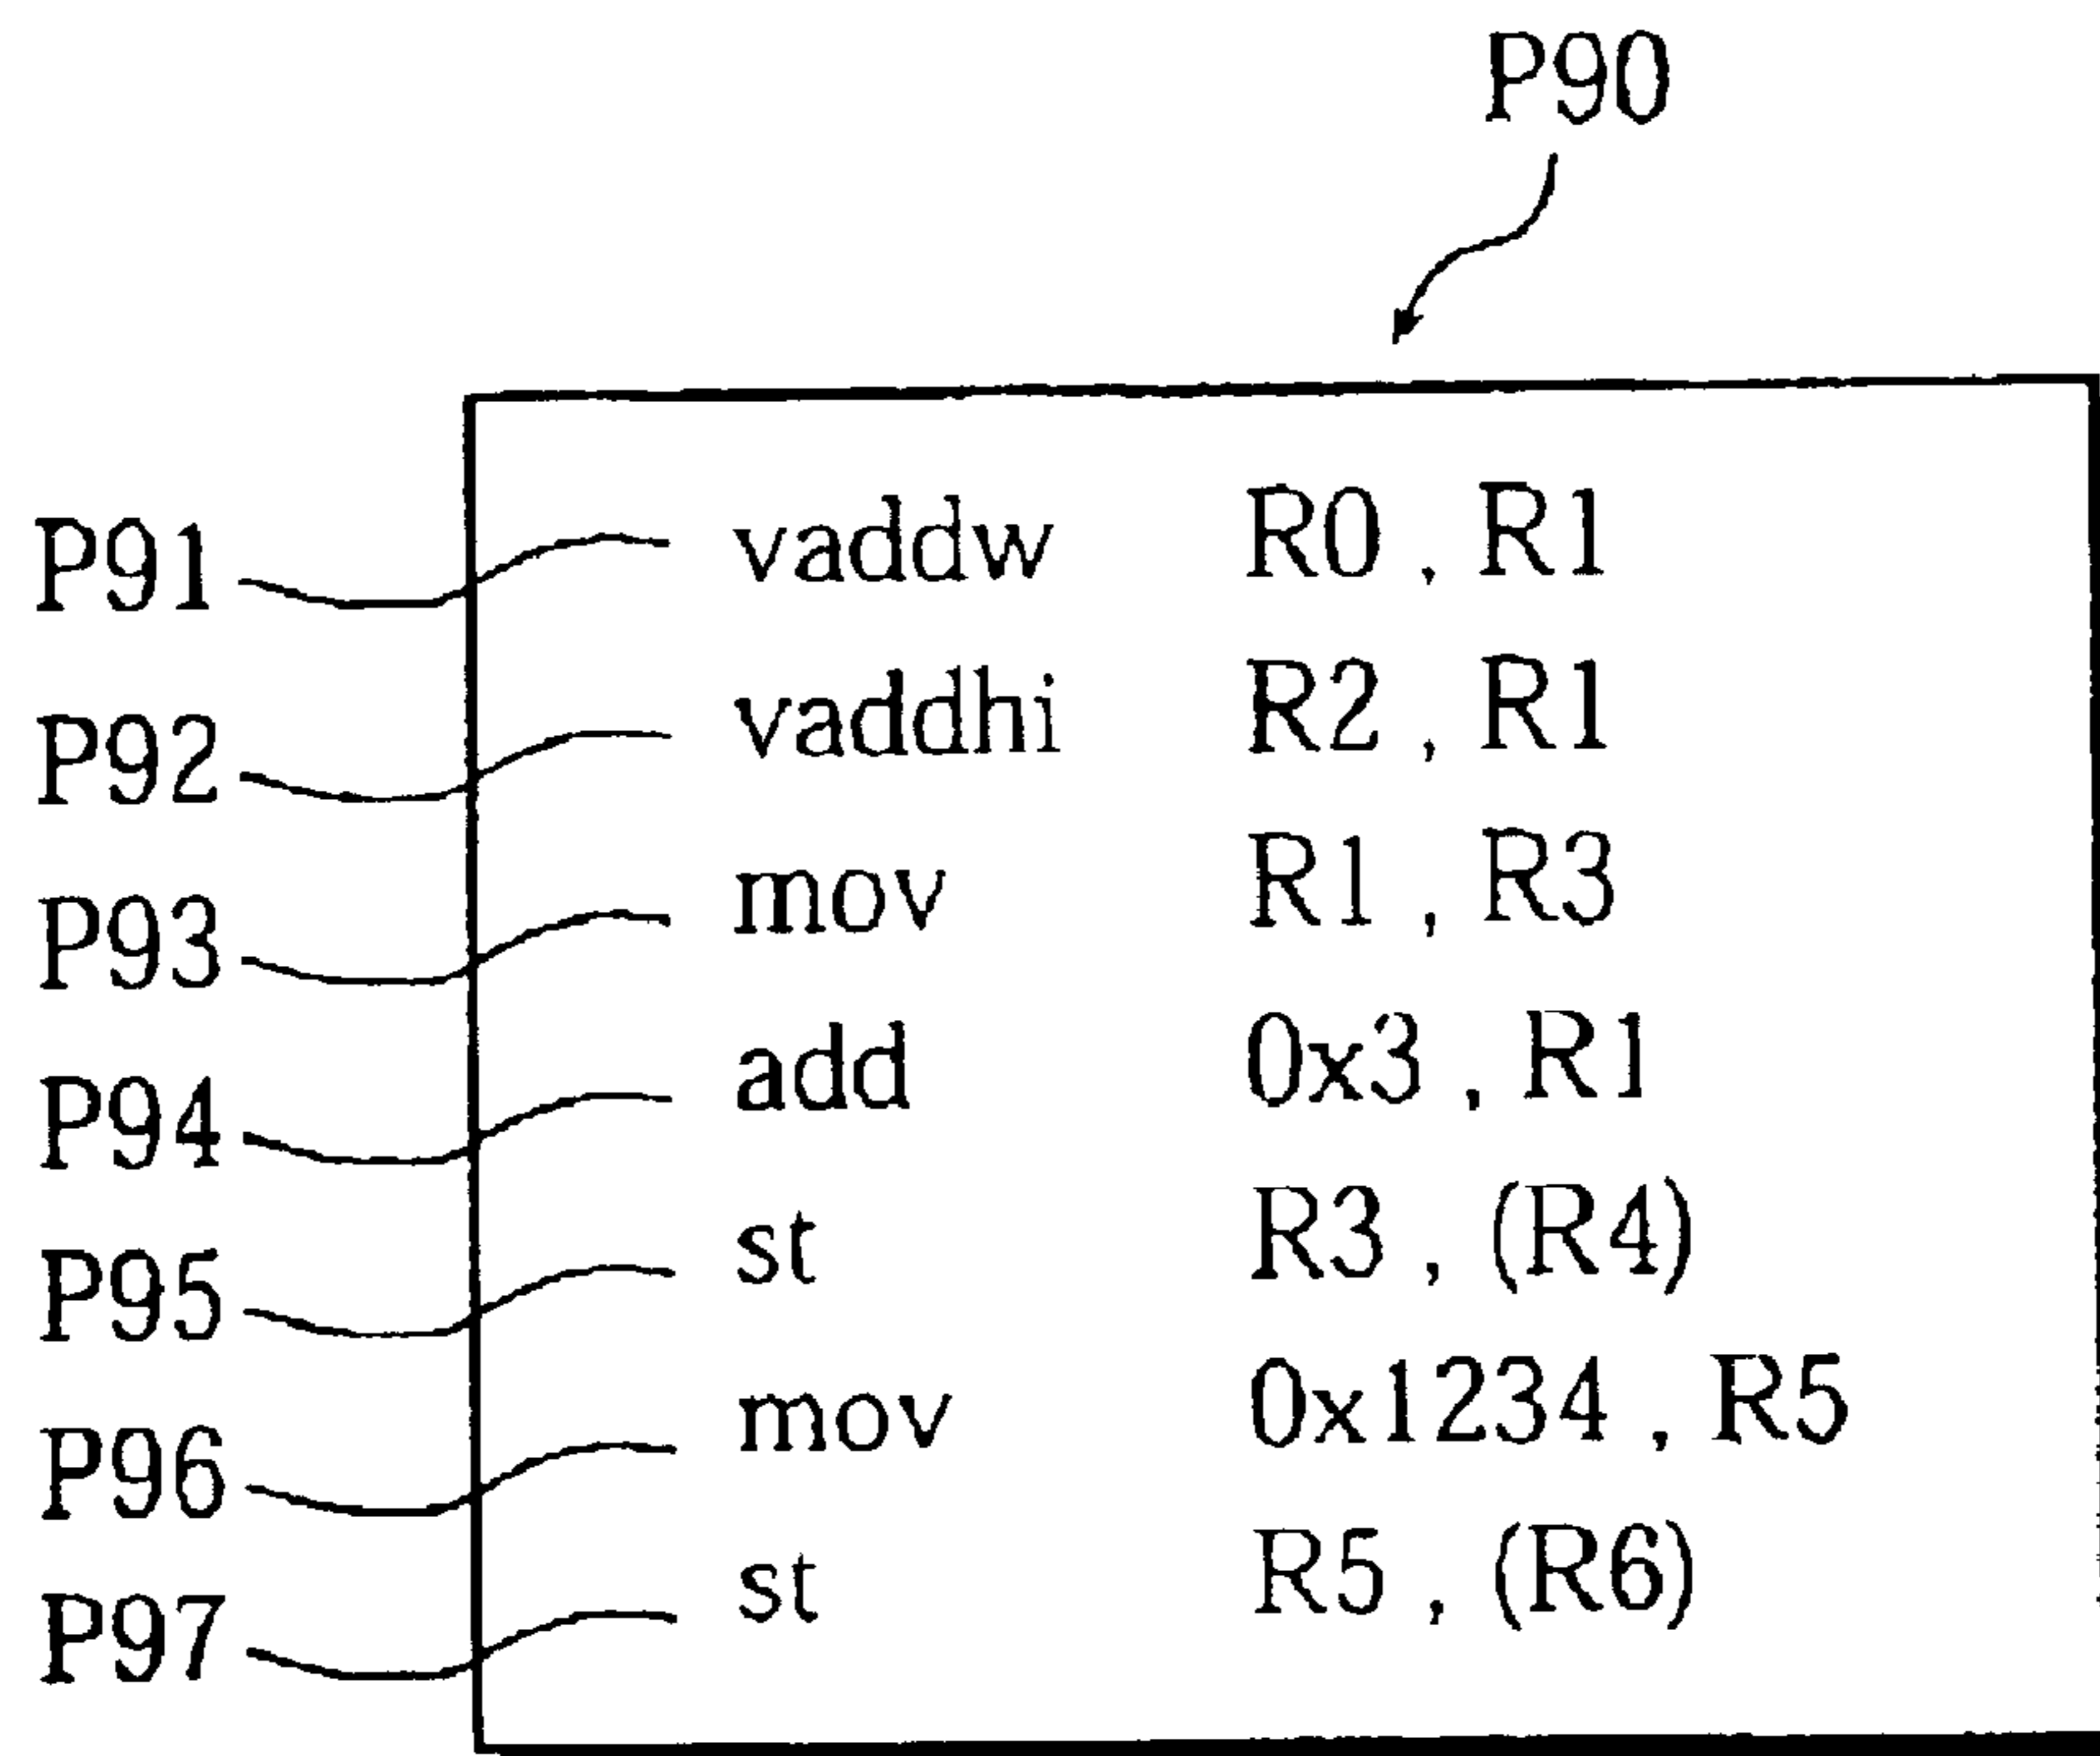 P90
P91 vaddw R0 , R1
P92 vaddhi R2 , R1
P93 mov R1 , R3
P94 add 0x3 , R1
P95 st R3 , (R4)
P96 mov 0x1234 , R5
P97 st R5 , (R6)